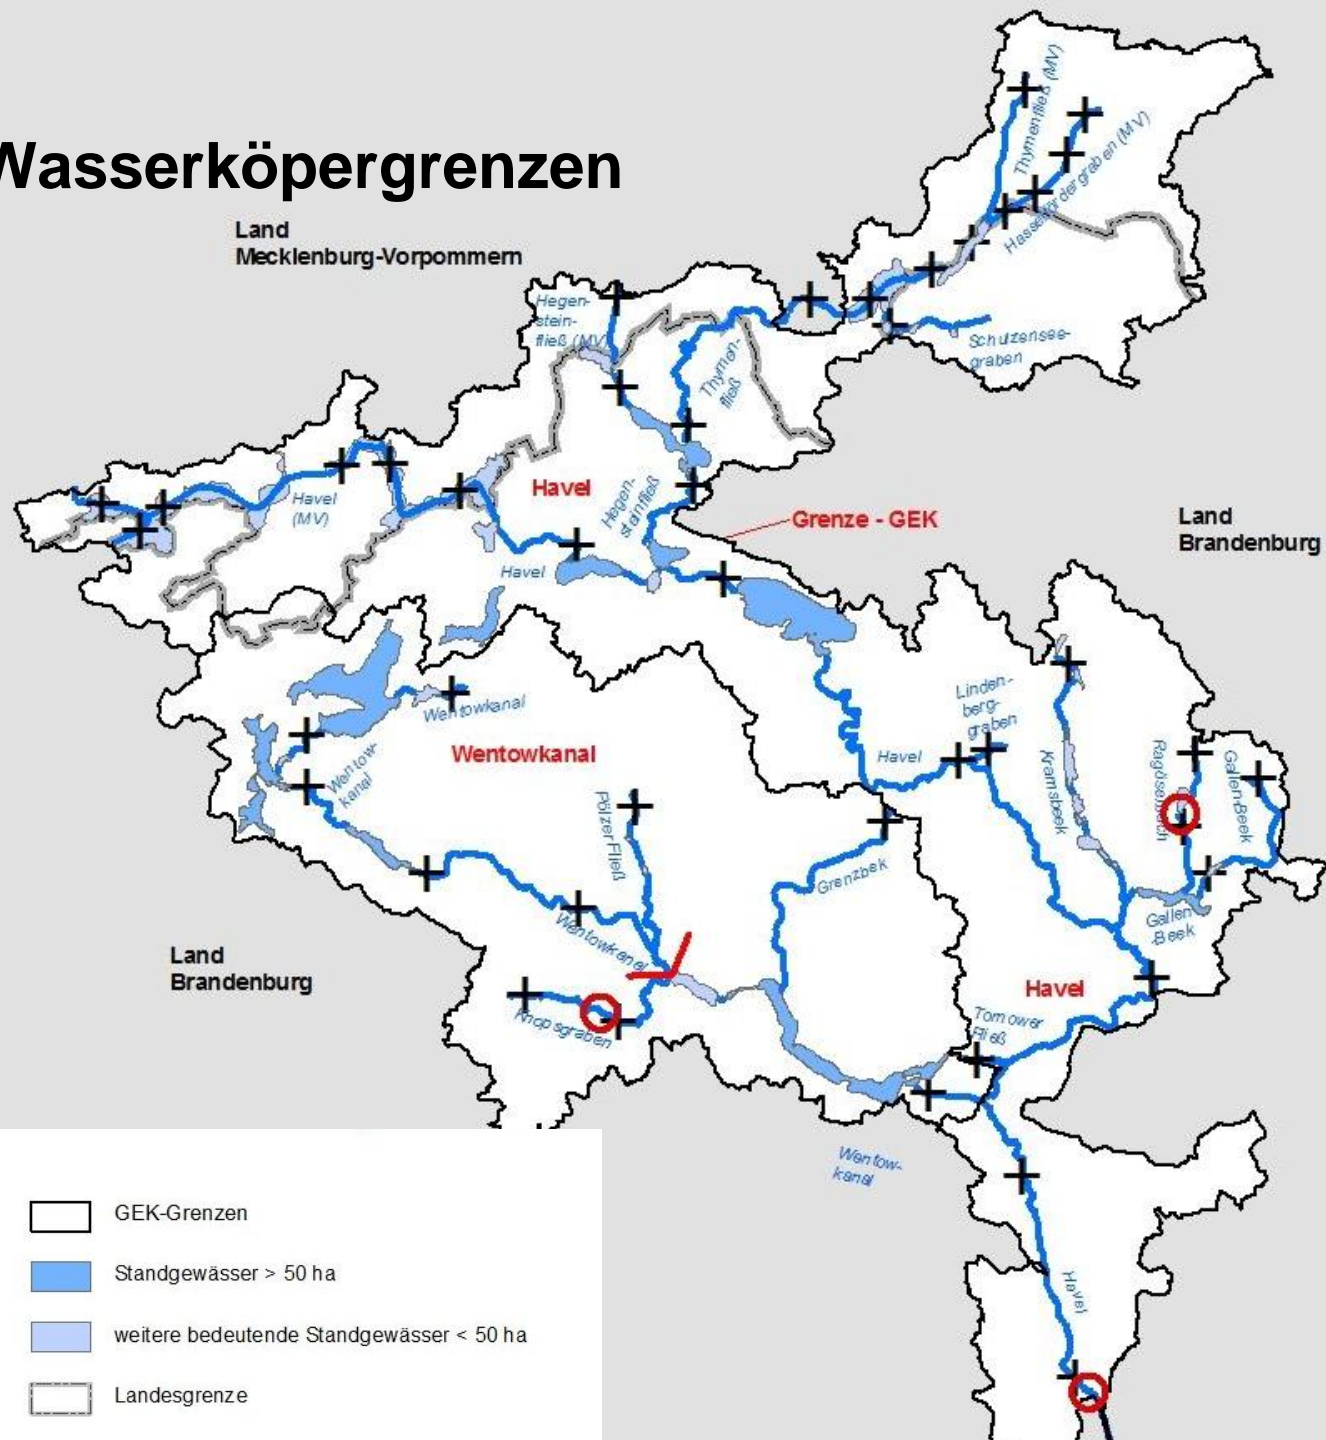 Wasserköpergrenzen
Land
Mecklenburg-Vorpommern
Thymenfließ (MV)
Hasselfördergraben (MV)
Hegen-
stein-
fließ (MV)
Schulzensee-
graben
Thymen-
fließ
Havel
(MV)
Havel
Hegen-
steinfließ
Grenze - GEK
Land
Brandenburg
Havel
Wentowkanal
Wentowkanal
Wentow-
kanal
Havel
Linden-
berg-
graben
Kramsbeek
Ragösenbach
Gallen-Beek
Pölzer Fließ
Grenzbek
Wentowkanal
Gallen-
Beek
Land
Brandenburg
Knopsgraben
Havel
Tornower
Fließ
Wentow-
kanal
Havel
GEK-Grenzen
Standgewässer > 50 ha
weitere bedeutende Standgewässer < 50 ha
Landesgrenze